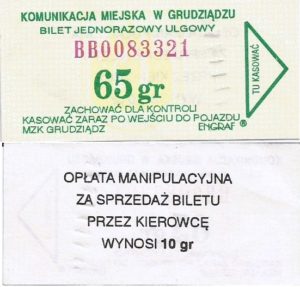 KOMUNIKACJA MIEJSKA W GRUDZIĄDZU
BILET JEDNORAZOWY ULGOWY
BB0083321
65 gr
ZACHOWAĆ DLA KONTROLI
KASOWAĆ ZARAZ PO WEJŚCIU DO POJAZDU
MZK GRUDZIĄDZ
ENGRAF®
TU KASOWAĆ
OPŁATA MANIPULACYJNA
ZA SPRZEDAŻ BILETU
PRZEZ KIEROWCĘ
WYNOSI 10 gr